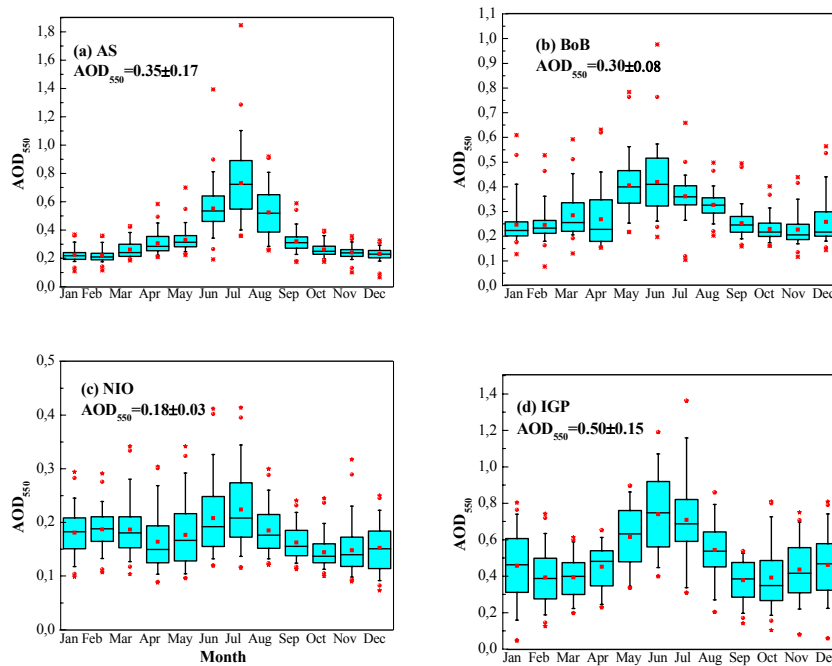 (a) AS
AOD550=0.35±0.17
AOD550
1,8
1,6
1,4
1,2
1,0
0,8
0,6
0,4
0,2
0,0
Jan Feb Mar Apr May Jun Jul Aug Sep Oct Nov Dec
(b) BoB
AOD550=0.30±0.08
AOD550
1,1
1,0
0,9
0,8
0,7
0,6
0,5
0,4
0,3
0,2
0,1
0,0
Jan Feb Mar Apr May Jun Jul Aug Sep Oct Nov Dec
(c) NIO
AOD550=0.18±0.03
AOD550
0,5
0,4
0,3
0,2
0,1
0,0
Jan Feb Mar Apr May Jun Jul Aug Sep Oct Nov Dec
Month
(d) IGP
AOD550=0.50±0.15
AOD550
1,4
1,2
1,0
0,8
0,6
0,4
0,2
0,0
Jan Feb Mar Apr May Jun Jul Aug Sep Oct Nov Dec